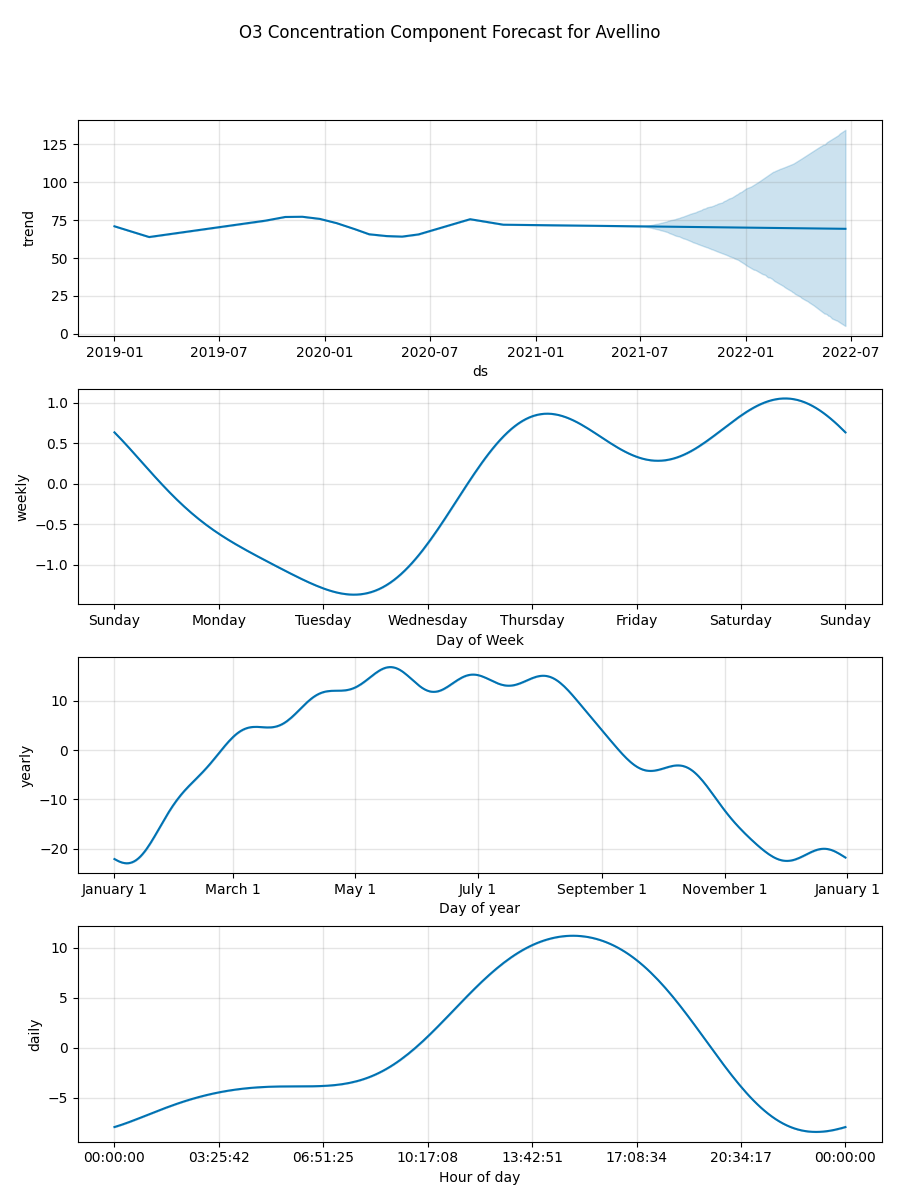 O3 Concentration Component Forecast for Avellino
125
100
75
50
25
0
trend
2019-01 2019-07 2020-01 2020-07 2021-01 2021-07 2022-01 2022-07
ds
1.0
0.5
0.0
−0.5
−1.0
weekly
Sunday Monday Tuesday Wednesday Thursday Friday Saturday Sunday
Day of Week
10
0
−10
−20
yearly
January 1 March 1 May 1 July 1 September 1 November 1 January 1
Day of year
10
5
0
−5
daily
00:00:00 03:25:42 06:51:25 10:17:08 13:42:51 17:08:34 20:34:17 00:00:00
Hour of day